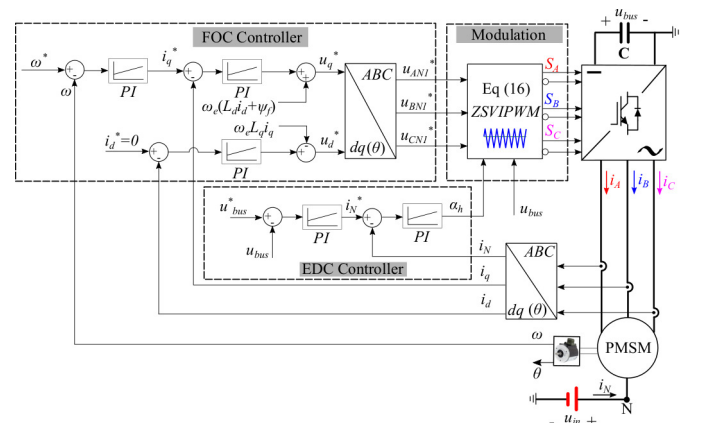 FOC Controller
Modulation
+ u_bus -
C
ω*
ω
PI
i_q*
PI
u_q*
ω_e(L_d i_d+ψ_f)
ω_e L_q i_q
i_d*=0
PI
u_d*
ABC
dq(θ)
u_AN1*
u_BN1*
u_CN1*
Eq (16)
ZSVIPWM
S_A
S_B
S_C
i_A
i_B
i_C
u*_bus
u_bus
PI
i_N*
PI
α_h
u_bus
EDC Controller
i_N
i_q
i_d
ABC
dq (θ)
ω
θ
PMSM
i_N
N
- u_in +